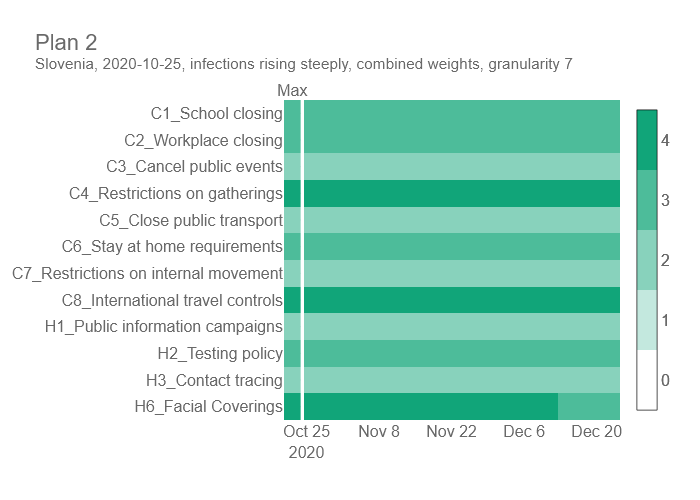 Plan 2
Slovenia, 2020-10-25, infections rising steeply, combined weights, granularity 7
Max
C1_School closing
C2_Workplace closing
C3_Cancel public events
C4_Restrictions on gatherings
C5_Close public transport
C6_Stay at home requirements
C7_Restrictions on internal movement
C8_International travel controls
H1_Public information campaigns
H2_Testing policy
H3_Contact tracing
H6_Facial Coverings
Oct 25 Nov 8 Nov 22 Dec 6 Dec 20
2020
4
3
2
1
0